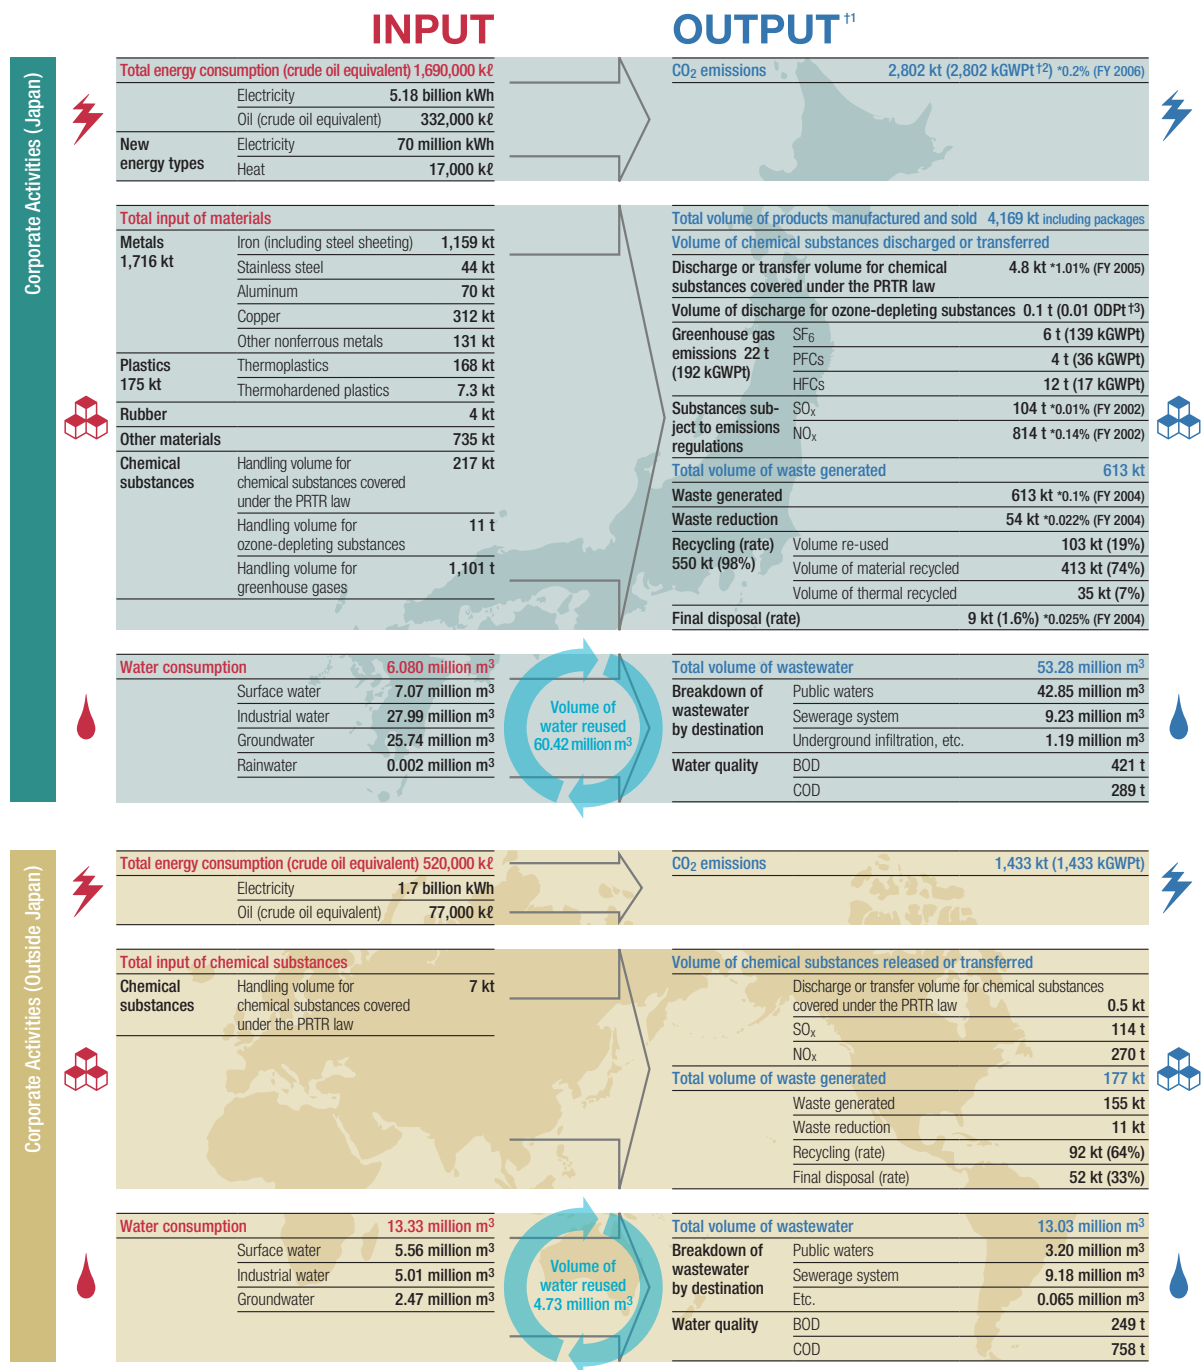 INPUT
OUTPUT†1
Corporate Activities (Japan)
Total energy consumption (crude oil equivalent) 1,690,000 kℓ
Electricity 5.18 billion kWh
Oil (crude oil equivalent) 332,000 kℓ
New energy types
Electricity 70 million kWh
Heat 17,000 kℓ
CO2 emissions 2,802 kt (2,802 kGWPt†2) *0.2% (FY 2006)
Total input of materials
Metals
1,716 kt
Iron (including steel sheeting) 1,159 kt
Stainless steel 44 kt
Aluminum 70 kt
Copper 312 kt
Other nonferrous metals 131 kt
Plastics
175 kt
Thermoplastics 168 kt
Thermohardened plastics 7.3 kt
Rubber 4 kt
Other materials 735 kt
Chemical
substances
Handling volume for 217 kt
chemical substances covered
under the PRTR law
Handling volume for 11 t
ozone-depleting substances
Handling volume for 1,101 t
greenhouse gases
Total volume of products manufactured and sold 4,169 kt including packages
Volume of chemical substances discharged or transferred
Discharge or transfer volume for chemical 4.8 kt *1.01% (FY 2005)
substances covered under the PRTR law
Volume of discharge for ozone-depleting substances 0.1 t (0.01 ODPt†3)
Greenhouse gas
emissions 22 t
(192 kGWPt)
SF6 6 t (139 kGWPt)
PFCs 4 t (36 kGWPt)
HFCs 12 t (17 kGWPt)
Substances sub-
ject to emissions
regulations
SOx 104 t *0.01% (FY 2002)
NOx 814 t *0.14% (FY 2002)
Total volume of waste generated 613 kt
Waste generated 613 kt *0.1% (FY 2004)
Waste reduction 54 kt *0.022% (FY 2004)
Recycling (rate)
550 kt (98%)
Volume re-used 103 kt (19%)
Volume of material recycled 413 kt (74%)
Volume of thermal recycled 35 kt (7%)
Final disposal (rate) 9 kt (1.6%) *0.025% (FY 2004)
Water consumption 6.080 million m3
Surface water 7.07 million m3
Industrial water 27.99 million m3
Groundwater 25.74 million m3
Rainwater 0.002 million m3
Volume of
water reused
60.42 million m3
Total volume of wastewater 53.28 million m3
Breakdown of
wastewater
by destination
Public waters 42.85 million m3
Sewerage system 9.23 million m3
Underground infiltration, etc. 1.19 million m3
Water quality
BOD 421 t
COD 289 t
Corporate Activities (Outside Japan)
Total energy consumption (crude oil equivalent) 520,000 kℓ
Electricity 1.7 billion kWh
Oil (crude oil equivalent) 77,000 kℓ
CO2 emissions 1,433 kt (1,433 kGWPt)
Total input of chemical substances
Chemical
substances
Handling volume for 7 kt
chemical substances covered
under the PRTR law
Volume of chemical substances released or transferred
Discharge or transfer volume for chemical substances
covered under the PRTR law 0.5 kt
SOx 114 t
NOx 270 t
Total volume of waste generated 177 kt
Waste generated 155 kt
Waste reduction 11 kt
Recycling (rate) 92 kt (64%)
Final disposal (rate) 52 kt (33%)
Water consumption 13.33 million m3
Surface water 5.56 million m3
Industrial water 5.01 million m3
Groundwater 2.47 million m3
Volume of
water reused
4.73 million m3
Total volume of wastewater 13.03 million m3
Breakdown of
wastewater
by destination
Public waters 3.20 million m3
Sewerage system 9.18 million m3
Etc. 0.065 million m3
Water quality
BOD 249 t
COD 758 t